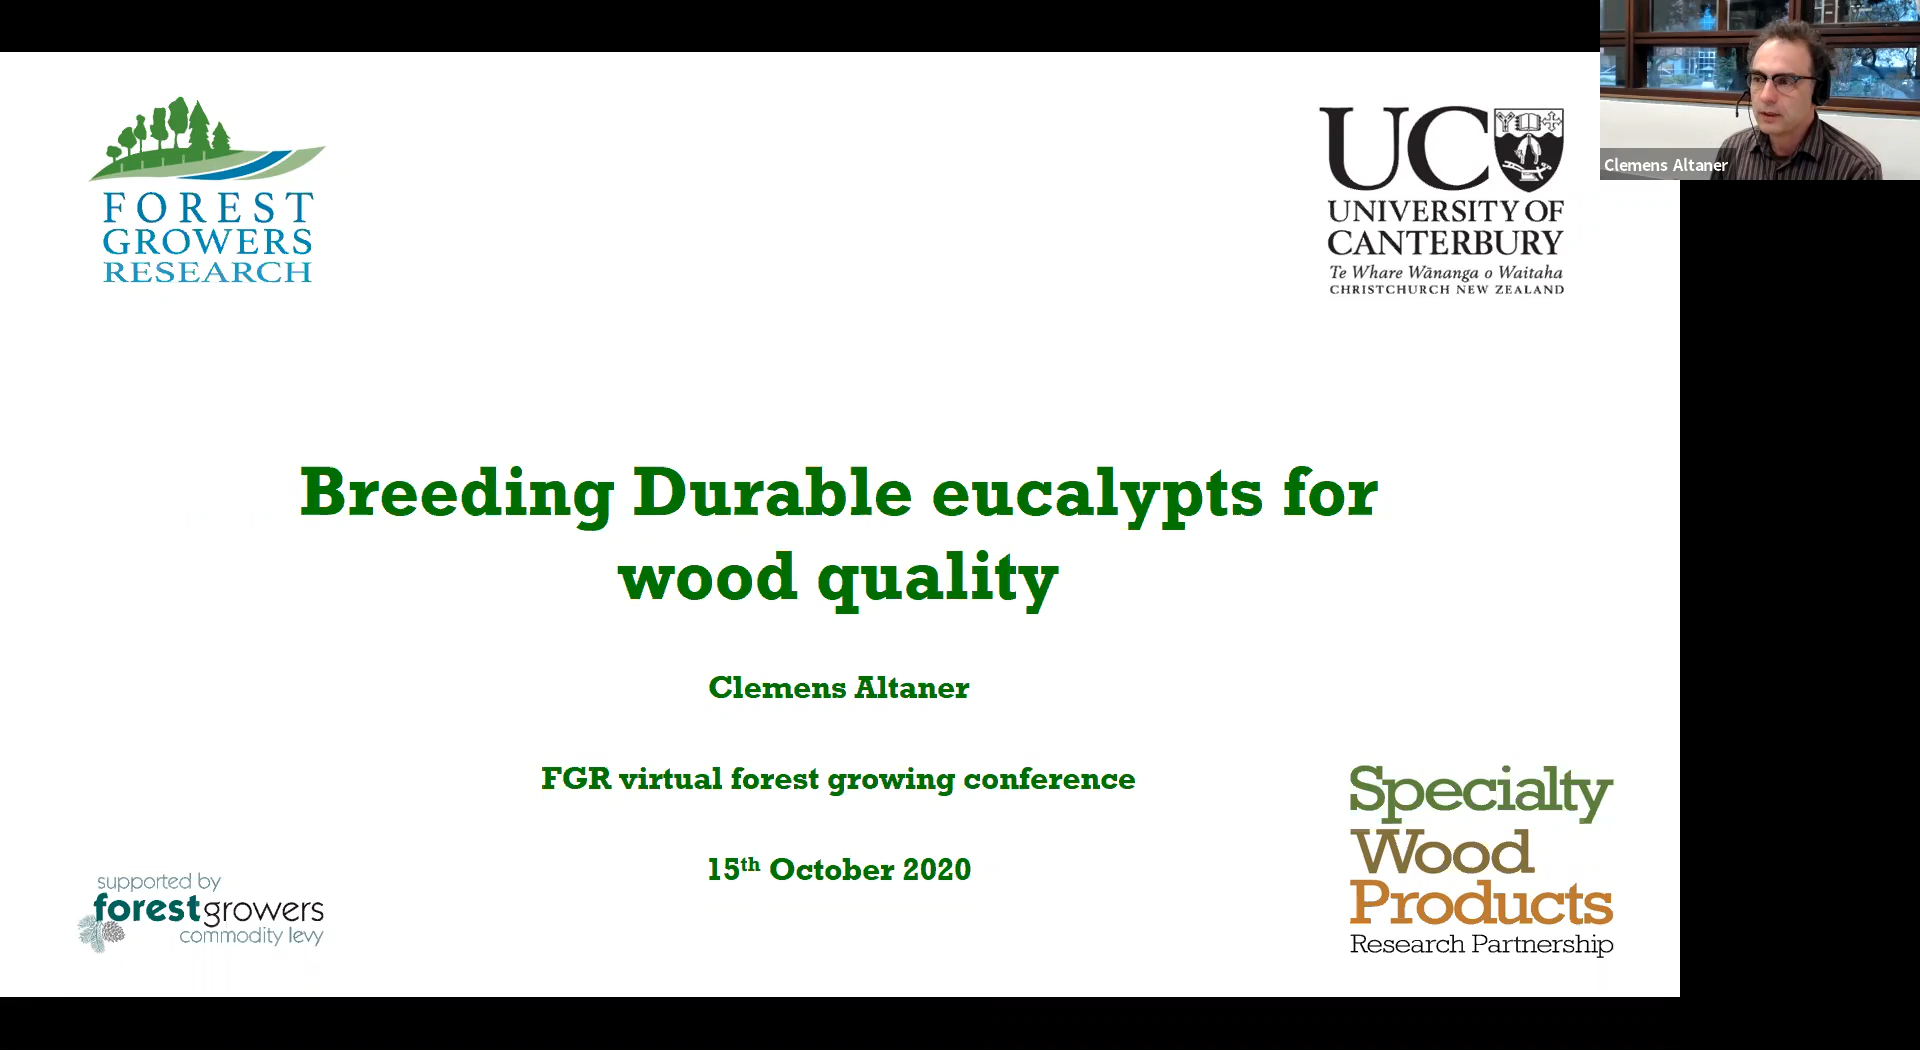 FOREST
GROWERS
RESEARCH
UC
UNIVERSITY OF
CANTERBURY
Te Whare Wānanga o Waitaha
CHRISTCHURCH NEW ZEALAND
Clemens Altaner
Breeding Durable eucalypts for
wood quality
Clemens Altaner
FGR virtual forest growing conference
15th October 2020
supported by
forestgrowers
commodity levy
Specialty
Wood
Products
Research Partnership